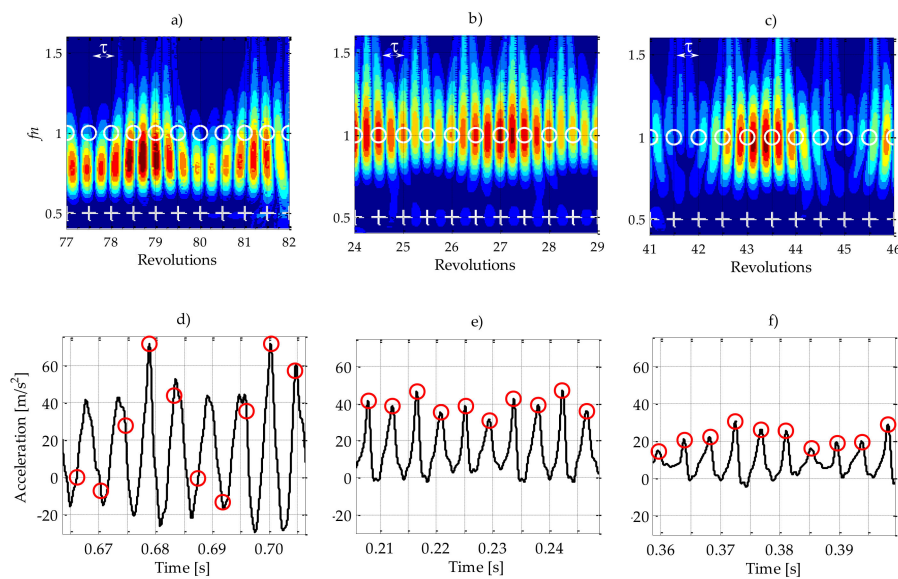 a) b) c)
τ τ τ
1.5 1.5 1.5
fn 1 1 1
0.5 0.5 0.5
77 78 79 80 81 82 24 25 26 27 28 29 41 42 43 44 45 46
Revolutions Revolutions Revolutions
d) e) f)
Acceleration [m/s²]
60 60 60
40 40 40
20 20 20
0 0 0
-20 -20 -20
0.67 0.68 0.69 0.70 0.21 0.22 0.23 0.24 0.36 0.37 0.38 0.39
Time [s] Time [s] Time [s]